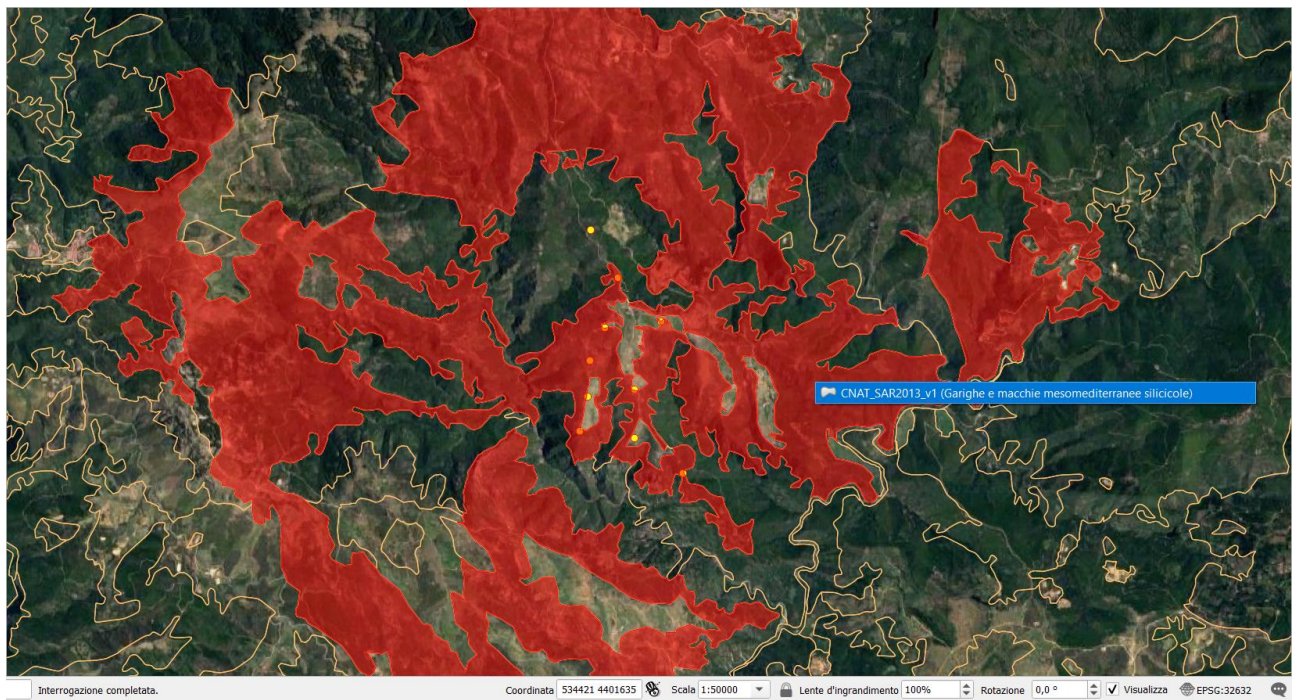 CNAT_SAR2013_v1 (Garighe e macchie mesomediterranee silicicole)
Interrogazione completata. Coordinata 534421 4401635 Scala 1:50000 Lente d'ingrandimento 100% Rotazione 0,0 ° Visualizza EPSG:32632